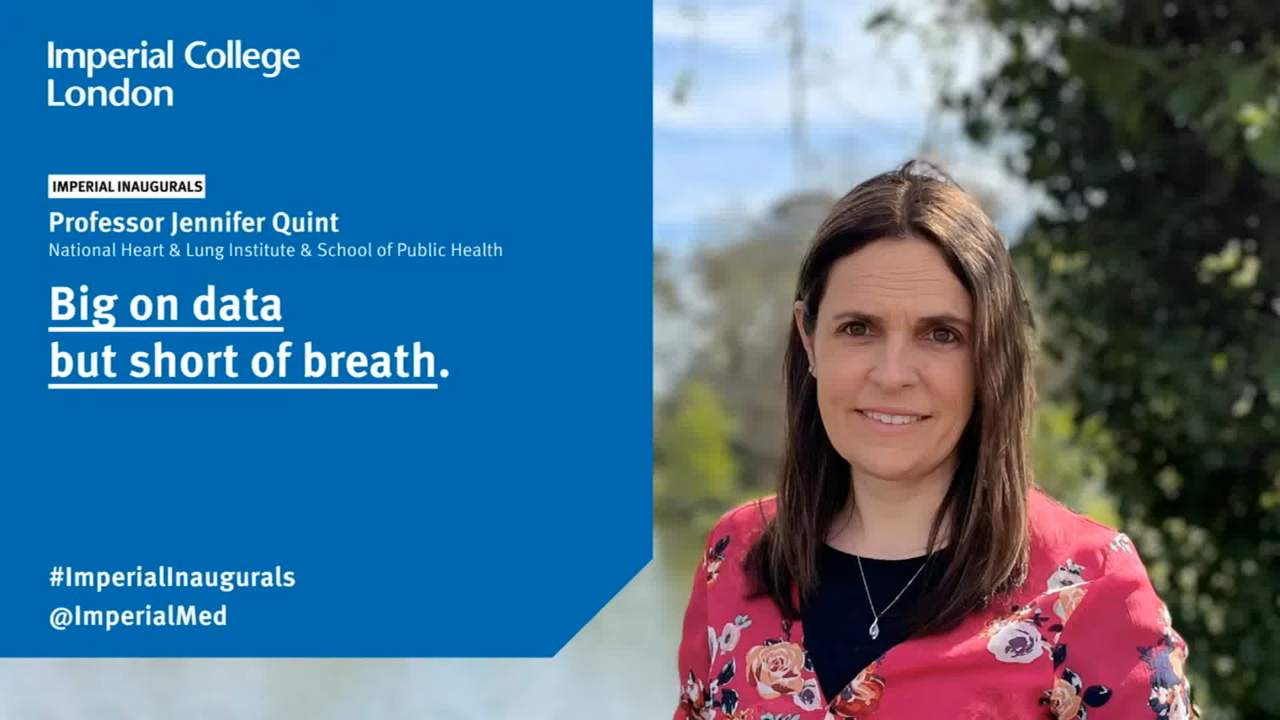 Imperial College
London
IMPERIAL INAUGURALS
Professor Jennifer Quint
National Heart & Lung Institute & School of Public Health
Big on data
but short of breath.
#ImperialInaugurals
@ImperialMed